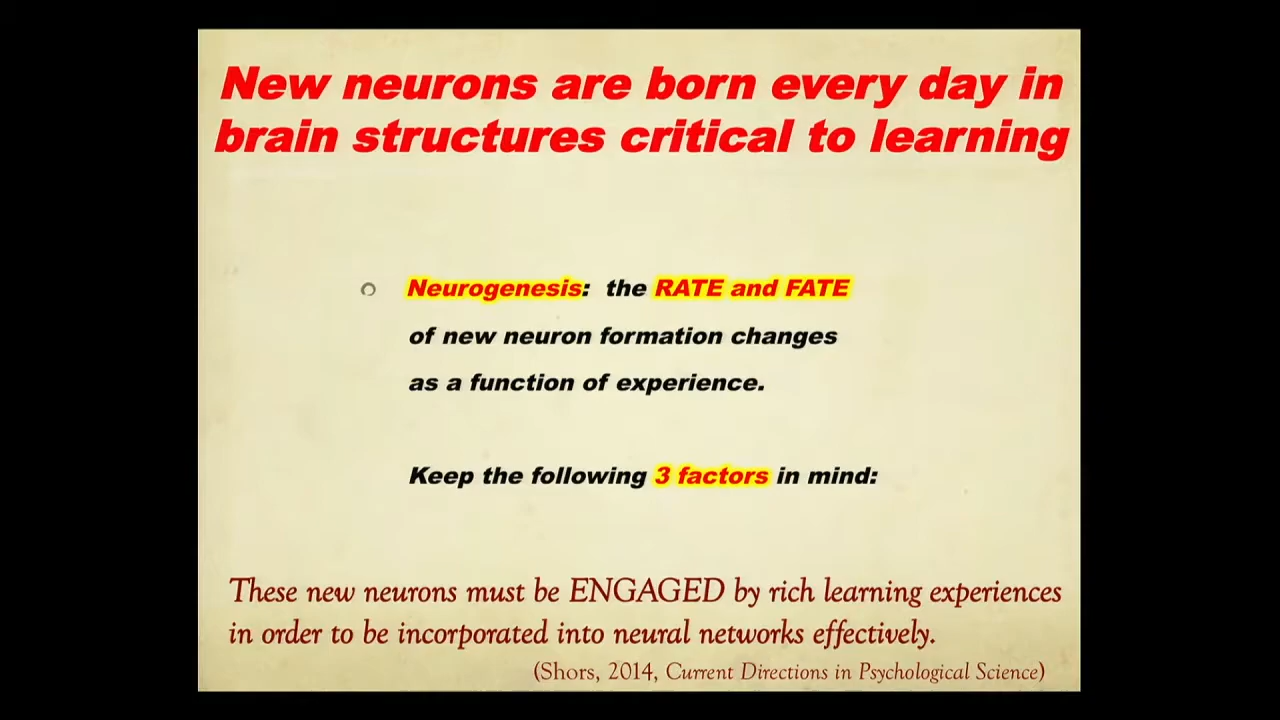 New neurons are born every day in
brain structures critical to learning
Neurogenesis: the RATE and FATE
of new neuron formation changes
as a function of experience.
Keep the following 3 factors in mind:
These new neurons must be ENGAGED by rich learning experiences
in order to be incorporated into neural networks effectively.
(Shors, 2014, Current Directions in Psychological Science)